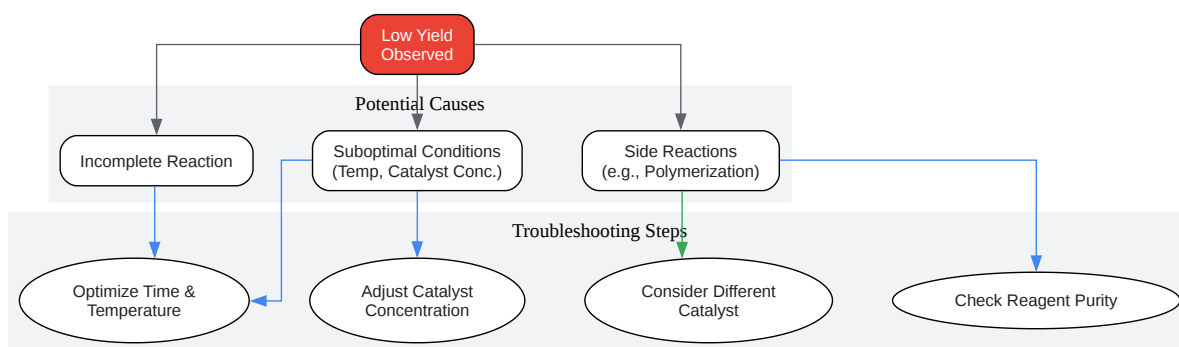 Low Yield
Observed
Potential Causes
Incomplete Reaction
Suboptimal Conditions
(Temp, Catalyst Conc.)
Side Reactions
(e.g., Polymerization)
Troubleshooting Steps
Optimize Time &
Temperature
Adjust Catalyst
Concentration
Consider Different
Catalyst
Check Reagent Purity